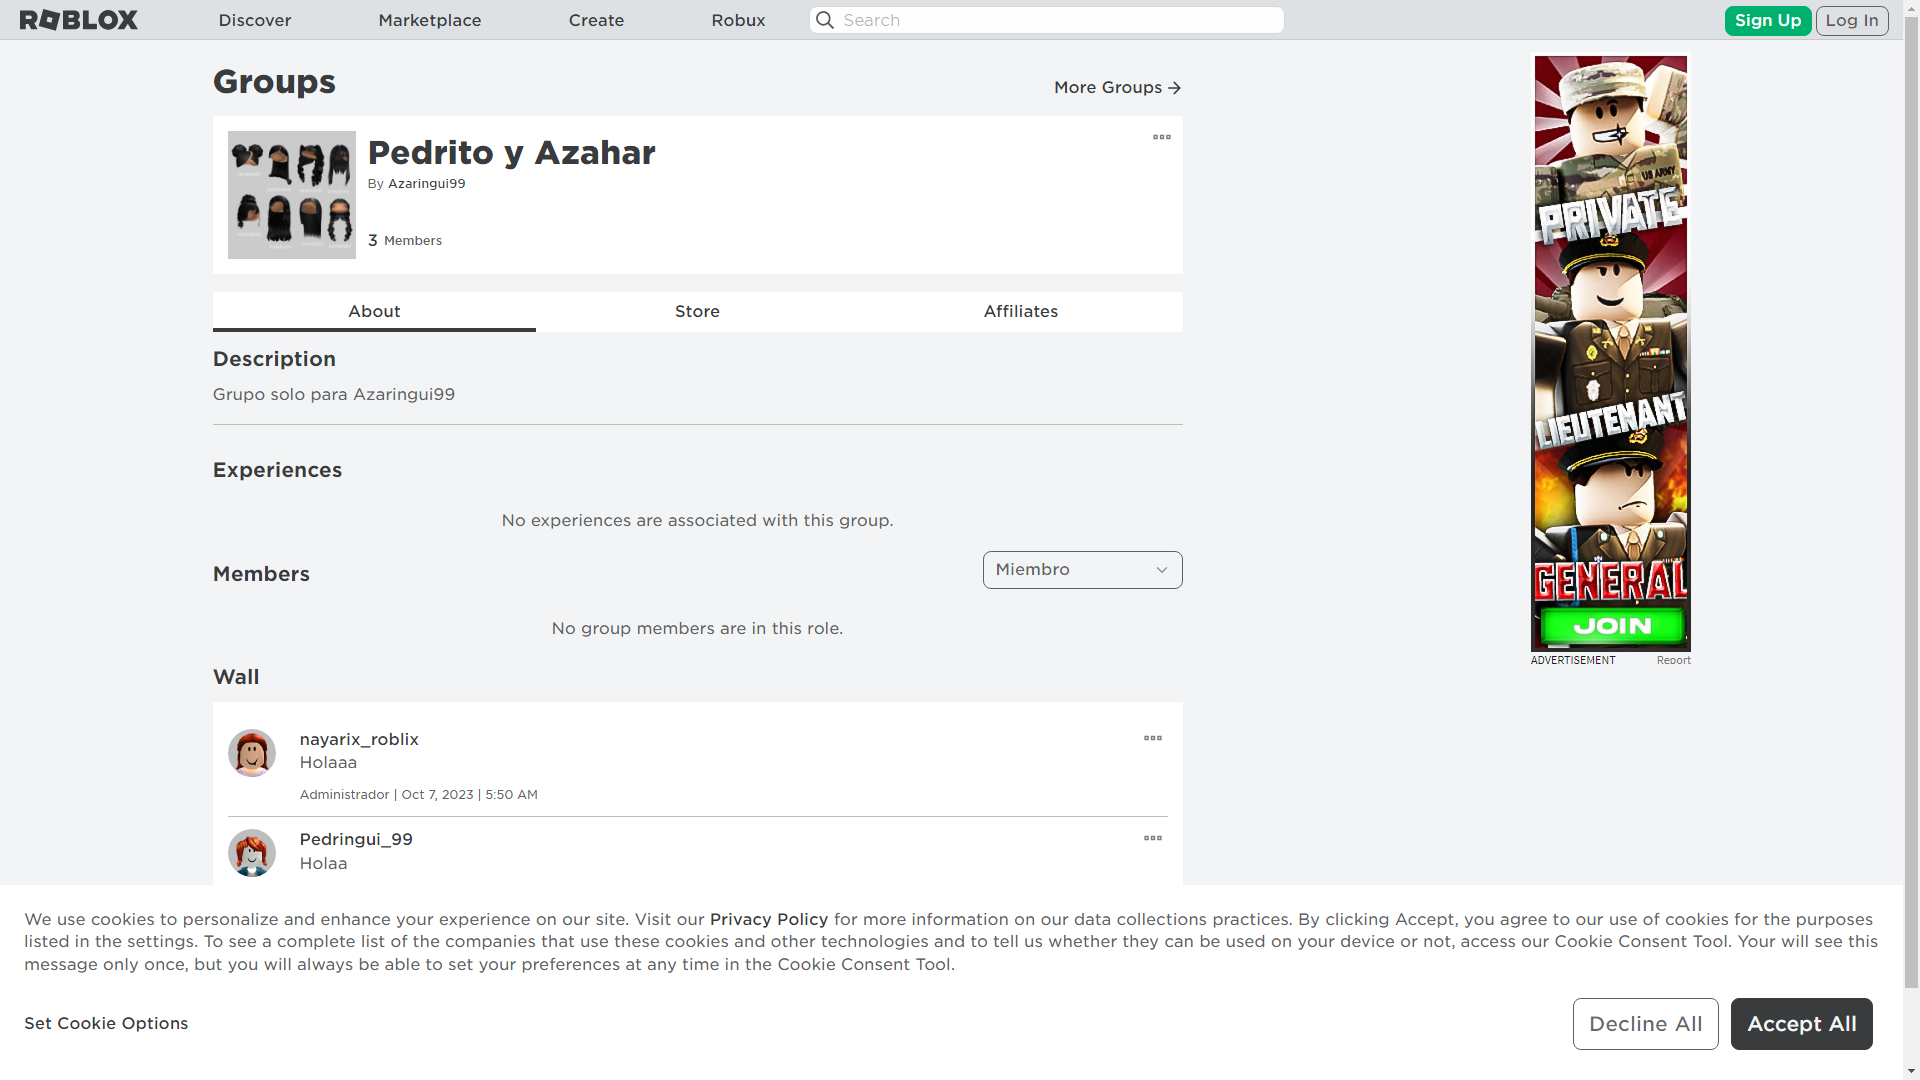 ROBLOX
Discover
Marketplace
Create
Robux
Search
Sign Up
Log In
Groups
More Groups
Pedrito y Azahar
By Azaringui99
3 Members
About
Store
Affiliates
Description
Grupo solo para Azaringui99
Experiences
No experiences are associated with this group.
Members
Miembro
No group members are in this role.
Wall
nayarix_roblix
Holaaa
Administrador | Oct 7, 2023 | 5:50 AM
Pedringui_99
Holaa
US ARMY
PRIVATE
LIEUTENANT
GENERAL
JOIN
ADVERTISEMENT
Report
We use cookies to personalize and enhance your experience on our site. Visit our Privacy Policy for more information on our data collections practices. By clicking Accept, you agree to our use of cookies for the purposes
listed in the settings. To see a complete list of the companies that use these cookies and other technologies and to tell us whether they can be used on your device or not, access our Cookie Consent Tool. Your will see this
message only once, but you will always be able to set your preferences at any time in the Cookie Consent Tool.
Set Cookie Options
Decline All
Accept All